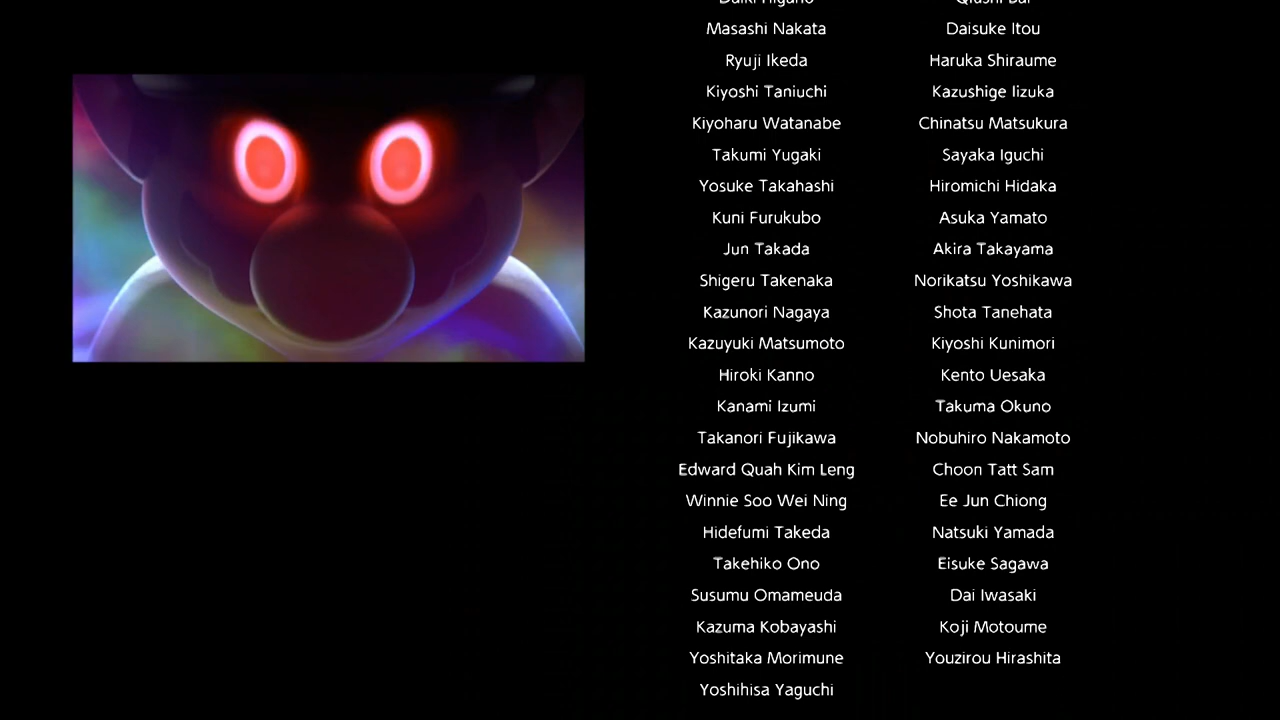 Masashi Nakata Daisuke Itou
Ryuji Ikeda Haruka Shiraume
Kiyoshi Taniuchi Kazushige Iizuka
Kiyoharu Watanabe Chinatsu Matsukura
Takumi Yugaki Sayaka Iguchi
Yosuke Takahashi Hiromichi Hidaka
Kuni Furukubo Asuka Yamato
Jun Takada Akira Takayama
Shigeru Takenaka Norikatsu Yoshikawa
Kazunori Nagaya Shota Tanehata
Kazuyuki Matsumoto Kiyoshi Kunimori
Hiroki Kanno Kento Uesaka
Kanami Izumi Takuma Okuno
Takanori Fujikawa Nobuhiro Nakamoto
Edward Quah Kim Leng Choon Tatt Sam
Winnie Soo Wei Ning Ee Jun Chiong
Hidefumi Takeda Natsuki Yamada
Takehiko Ono Eisuke Sagawa
Susumu Omameuda Dai Iwasaki
Kazuma Kobayashi Koji Motoume
Yoshitaka Morimune Youzirou Hirashita
Yoshihisa Yaguchi